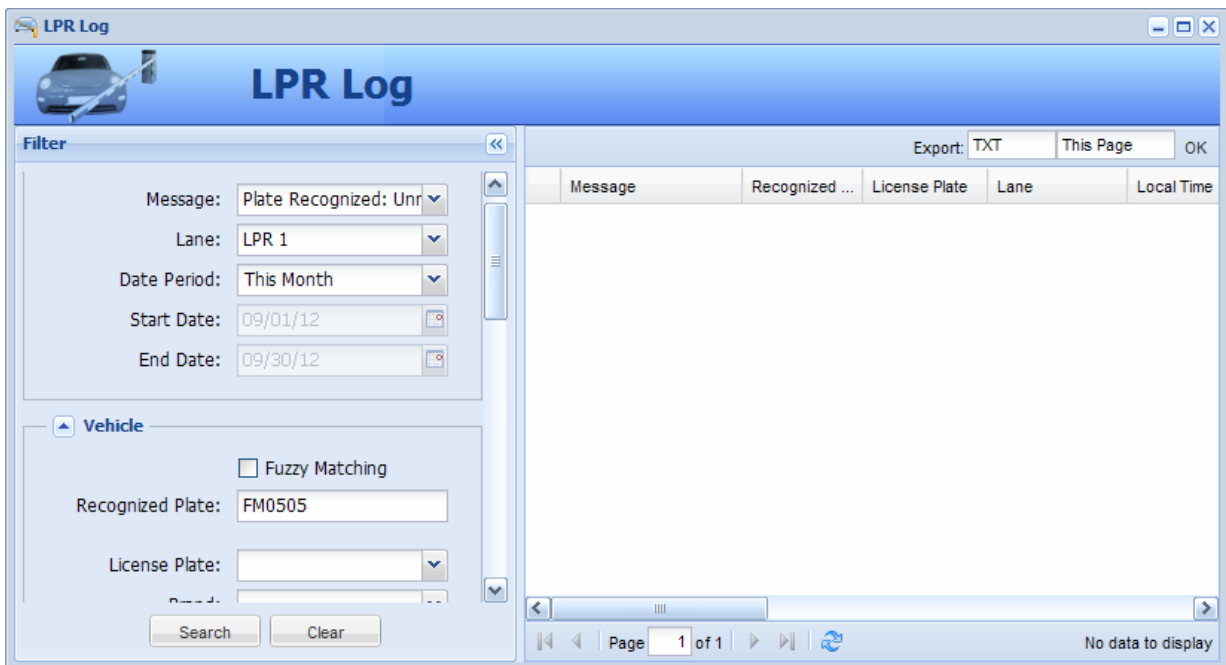 LPR Log
LPR Log
Filter
Message: Plate Recognized: Unr
Lane: LPR 1
Date Period: This Month
Start Date: 09/01/12
End Date: 09/30/12
Vehicle
Fuzzy Matching
Recognized Plate: FM0505
License Plate:
Search Clear
Export: TXT This Page OK
Message Recognized ... License Plate Lane Local Time
Page 1 of 1 No data to display